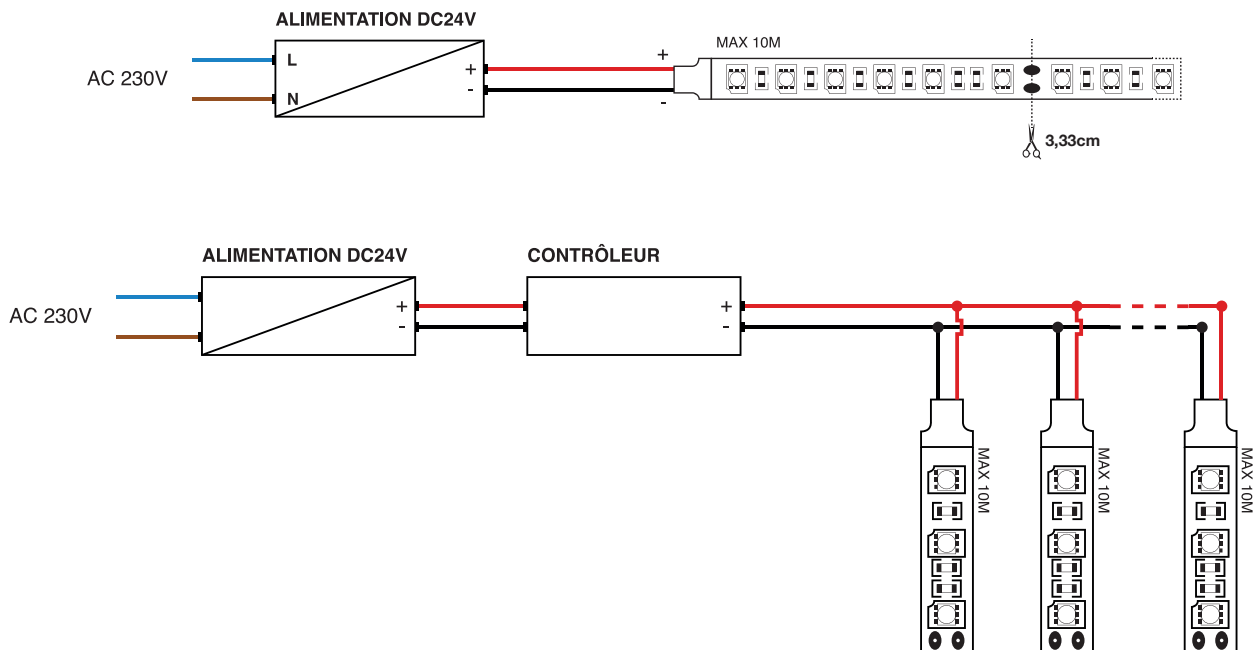 ALIMENTATION DC24V
MAX 10M
AC 230V
L
N
+
-
+
-
3,33cm
ALIMENTATION DC24V
CONTRÔLEUR
AC 230V
+
-
+
-
MAX 10M
MAX 10M
MAX 10M